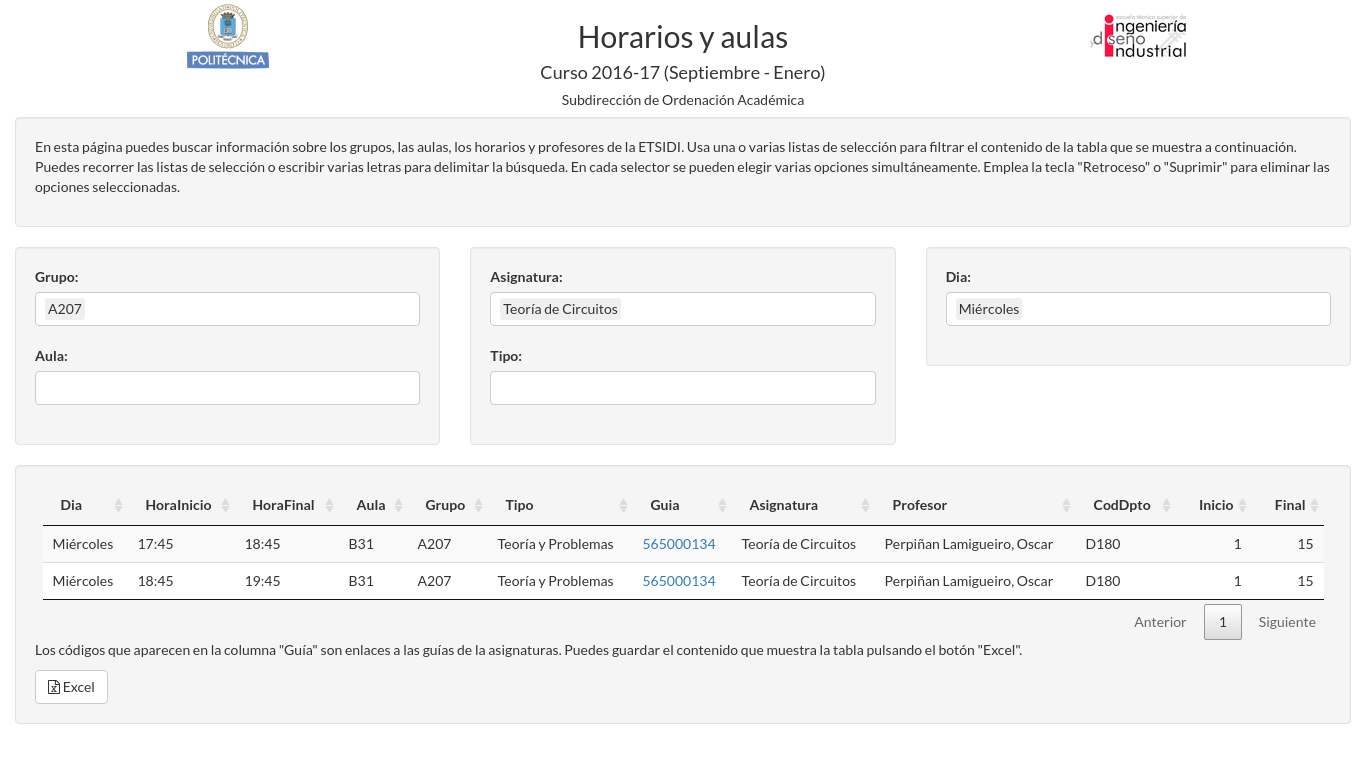 POLITÉCNICA
Horarios y aulas
escuela técnica superior de
ingeniería
y diseño
industrial
Curso 2016-17 (Septiembre - Enero)
Subdirección de Ordenación Académica
En esta página puedes buscar información sobre los grupos, las aulas, los horarios y profesores de la ETSIDI. Usa una o varias listas de selección para filtrar el contenido de la tabla que se muestra a continuación.
Puedes recorrer las listas de selección o escribir varias letras para delimitar la búsqueda. En cada selector se pueden elegir varias opciones simultáneamente. Emplea la tecla "Retroceso" o "Suprimir" para eliminar las
opciones seleccionadas.
Grupo: Asignatura: Dia:
A207 Teoría de Circuitos Miércoles
Aula: Tipo:
Dia HoraInicio HoraFinal Aula Grupo Tipo Guia Asignatura Profesor CodDpto Inicio Final
Miércoles 17:45 18:45 B31 A207 Teoría y Problemas 565000134 Teoría de Circuitos Perpiñan Lamigueiro, Oscar D180 1 15
Miércoles 18:45 19:45 B31 A207 Teoría y Problemas 565000134 Teoría de Circuitos Perpiñan Lamigueiro, Oscar D180 1 15
Anterior 1 Siguiente
Los códigos que aparecen en la columna "Guía" son enlaces a las guías de la asignaturas. Puedes guardar el contenido que muestra la tabla pulsando el botón "Excel".
Excel